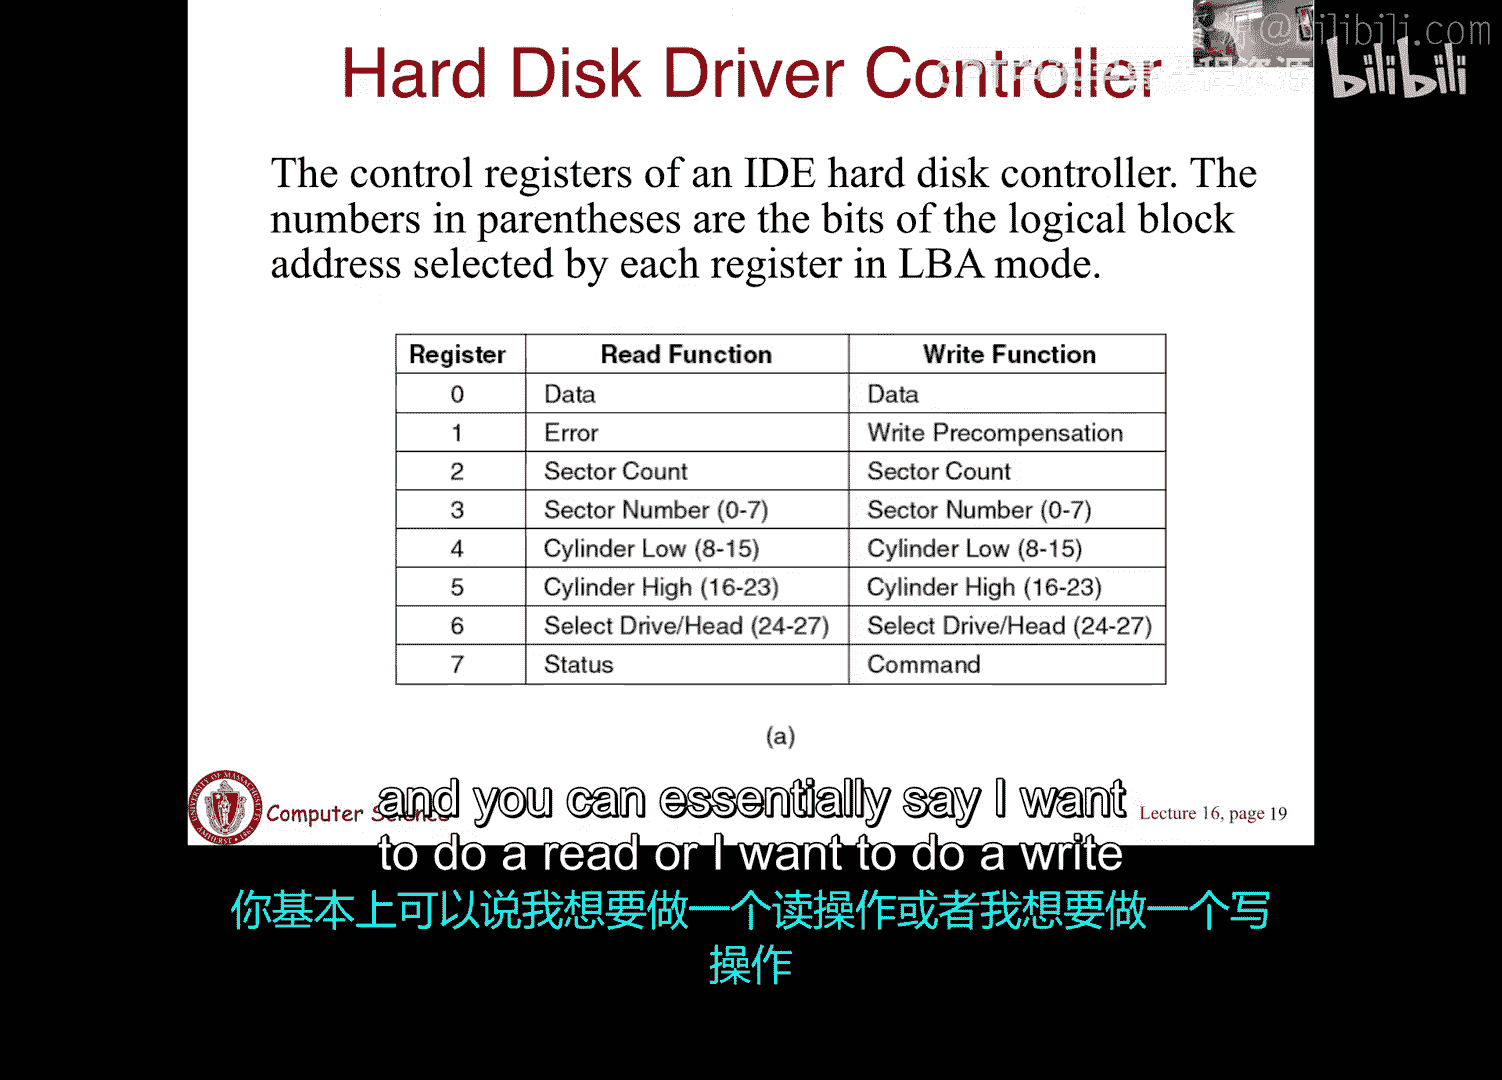 Hard Disk Driver Controller
@bilibili.com
bilibili
The control registers of an IDE hard disk controller. The
numbers in parentheses are the bits of the logical block
address selected by each register in LBA mode.
Register Read Function Write Function
0 Data Data
1 Error Write Precompensation
2 Sector Count Sector Count
3 Sector Number (0-7) Sector Number (0-7)
4 Cylinder Low (8-15) Cylinder Low (8-15)
5 Cylinder High (16-23) Cylinder High (16-23)
6 Select Drive/Head (24-27) Select Drive/Head (24-27)
7 Status Command
(a)
Computer Science
Lecture 16, page 19
and you can essentially say I want
to do a read or I want to do a write
你基本上可以说我想要做一个读操作或者我想要做一个写
操作